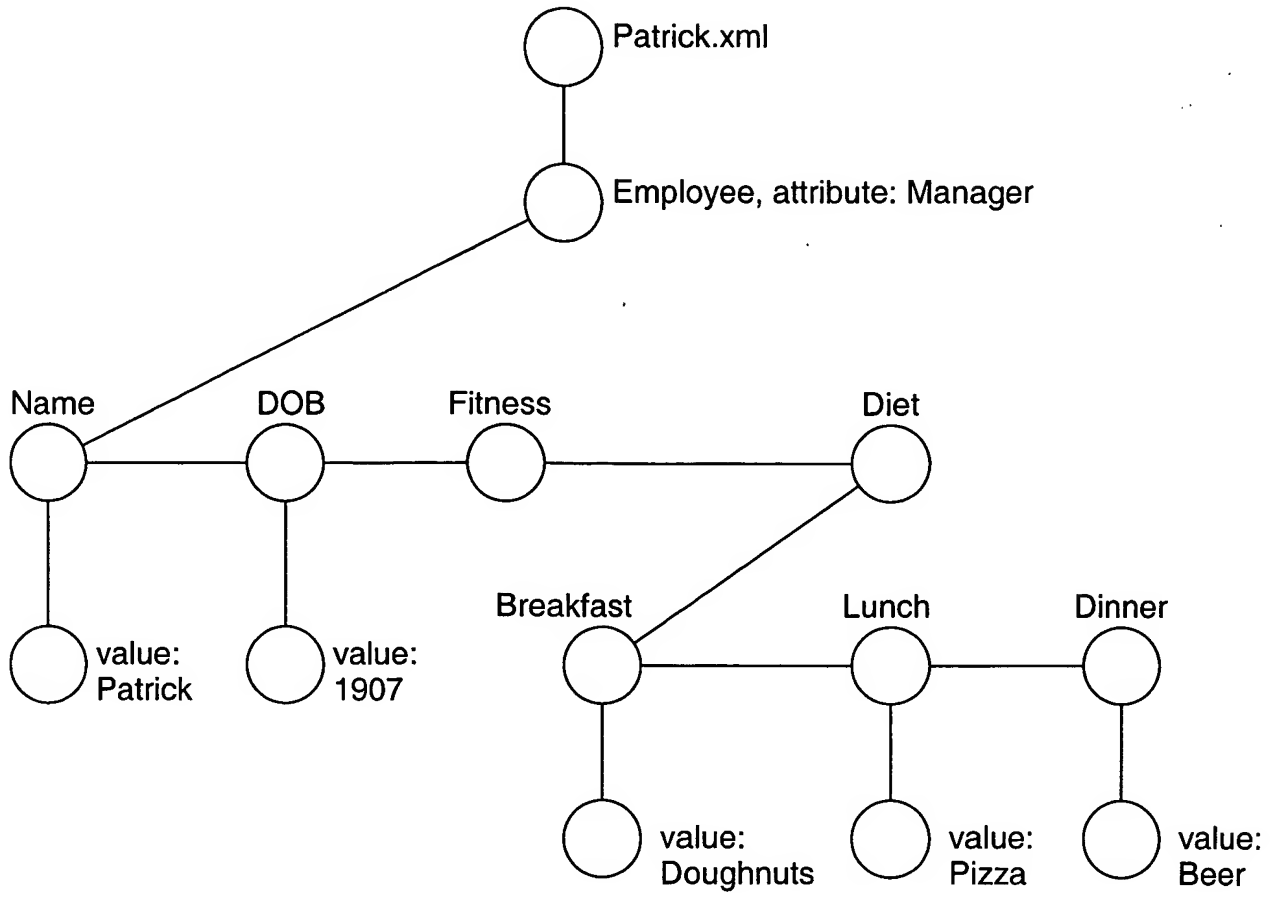 Patrick.xml
Employee, attribute: Manager
Name
DOB
Fitness
Diet
Breakfast
Lunch
Dinner
value:
Patrick
value:
1907
value:
Doughnuts
value:
Pizza
value:
Beer